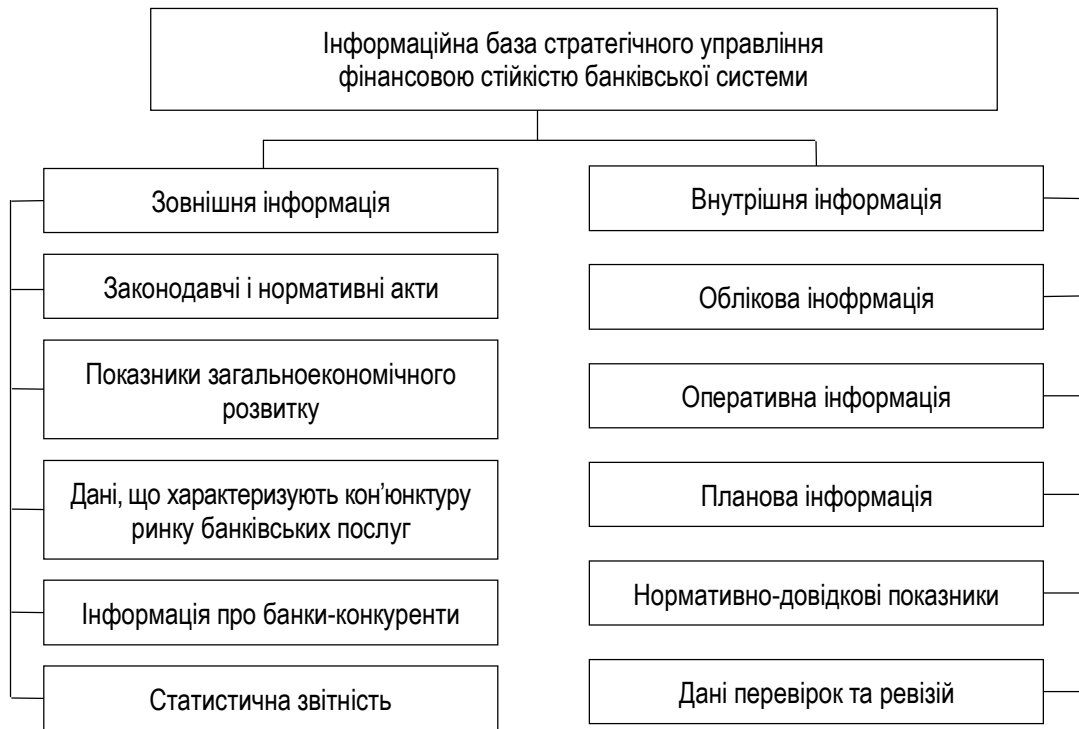 Інформаційна база стратегічного управління
фінансовою стійкістю банківської системи
Зовнішня інформація
Законодавчі і нормативні акти
Показники загальноекономічного
розвитку
Дані, що характеризують кон’юнктуру
ринку банківських послуг
Інформація про банки-конкуренти
Статистична звітність
Внутрішня інформація
Облікова інофрмація
Оперативна інформація
Планова інформація
Нормативно-довідкові показники
Дані перевірок та ревізій